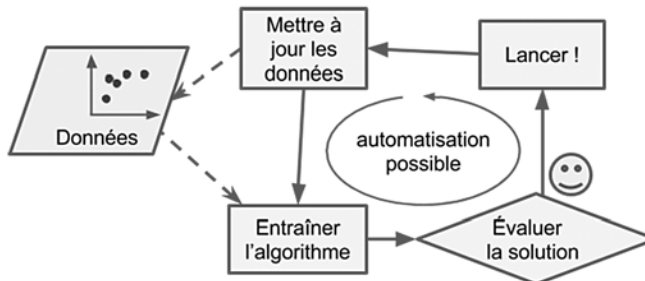 Mettre à
jour les
données
Lancer !
Données
automatisation
possible
Entraîner
l’algorithme
Évaluer
la solution